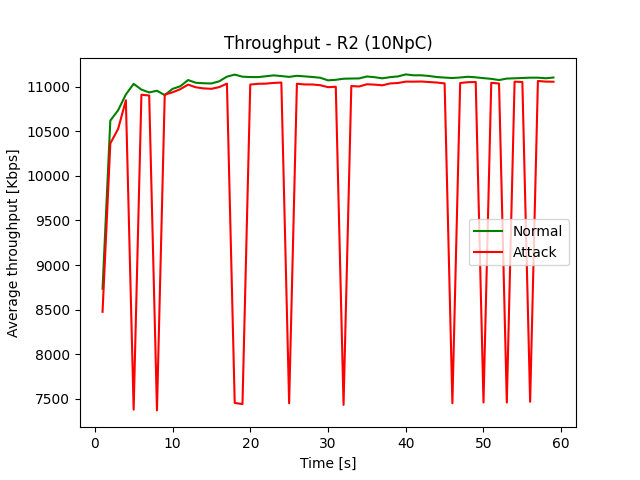 Throughput - R2 (10NpC)
Average throughput [Kbps]
11000
10500
10000
9500
9000
8500
8000
7500
Normal
Attack
0 10 20 30 40 50 60
Time [s]